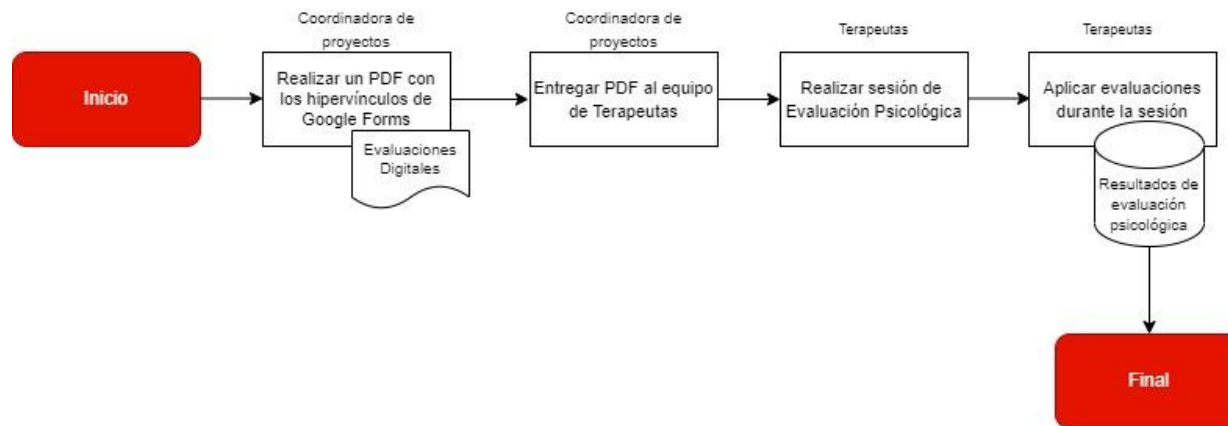 Coordinadora de
proyectos
Coordinadora de
proyectos
Terapeutas
Terapeutas
Inicio
Realizar un PDF con
los hipervínculos de
Google Forms
Entregar PDF al equipo
de Terapeutas
Realizar sesión de
Evaluación Psicológica
Aplicar evaluaciones
durante la sesión
Evaluaciones
Digitales
Resultados de
evaluación
psicológica
Final